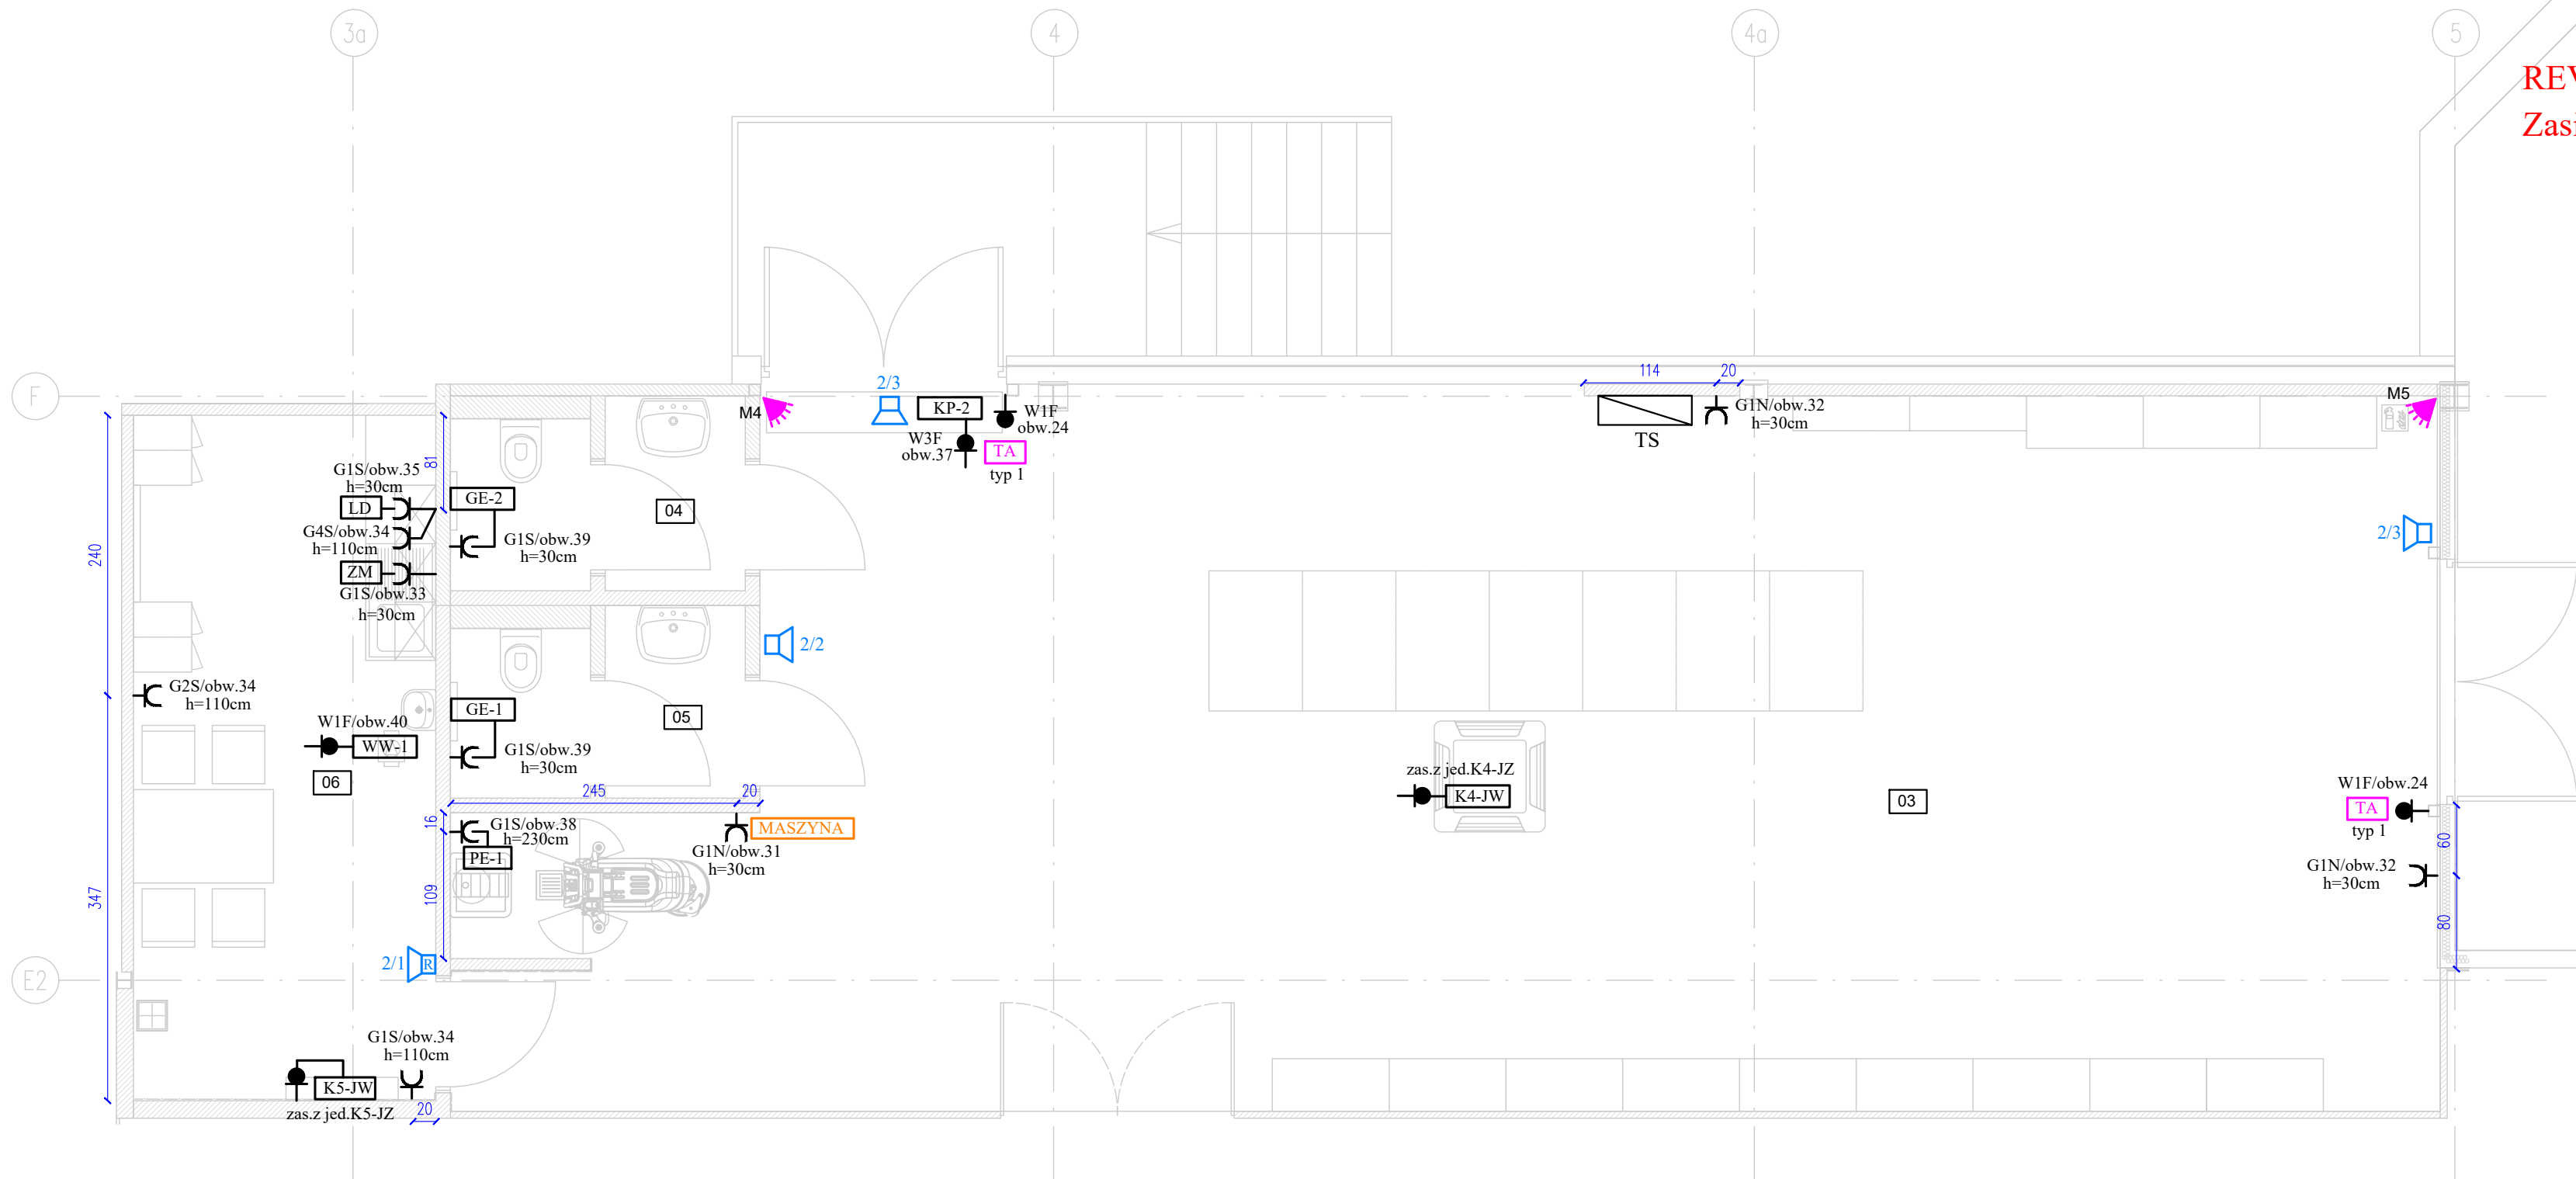 3a
4
4a
5
REV
Zasi
F
2/3
KP-2
W1F
obw.24
M4
W3F
obw.37
TA
typ 1
114
20
TS
G1N/obw.32
h=30cm
M5
81
G1S/obw.35
h=30cm
LD
G4S/obw.34
h=110cm
ZM
G1S/obw.33
h=30cm
GE-2
G1S/obw.39
h=30cm
04
240
2/3
G2S/obw.34
h=110cm
W1F/obw.40
WW-1
06
GE-1
G1S/obw.39
h=30cm
05
2/2
245
20
16
G1S/obw.38
h=230cm
PE-1
MASZYNA
G1N/obw.31
h=30cm
109
347
zas.z jed.K4-JZ
K4-JW
03
W1F/obw.24
TA
typ 1
60
G1N/obw.32
h=30cm
80
2/1
R
E2
G1S/obw.34
h=110cm
K5-JW
zas.z jed.K5-JZ
20